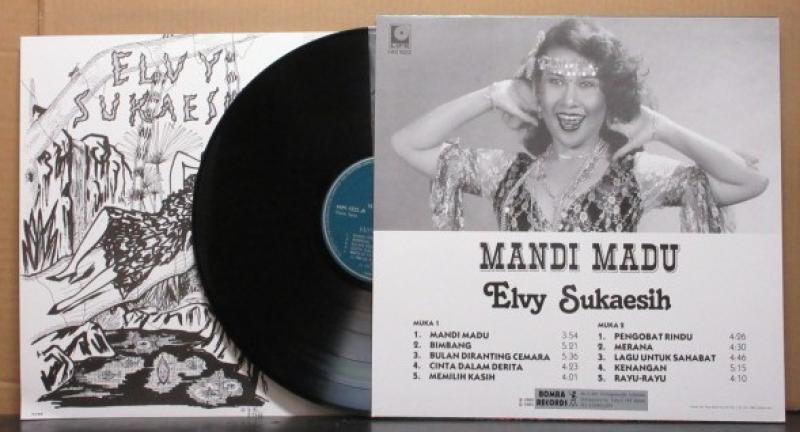 ELVY
SUKAESI
LIFE
MANDI MADU
Elvy Sukaesih
MUKA 1
1. MANDI MADU 3:54
2. BIMBANG 5:21
3. BULAN DIRANTING CEMARA 5:36
4. CINTA DALAM DERITA 4:23
5. MEMILIH KASIH 4:01
MUKA 2
1. PENGOBAT RINDU 4:26
2. MERANA 4:30
3. LAGU UNTUK SAHABAT 4:46
4. KENANGAN 5:15
5. RAYU-RAYU 4:10
BOMBA
RECORDS